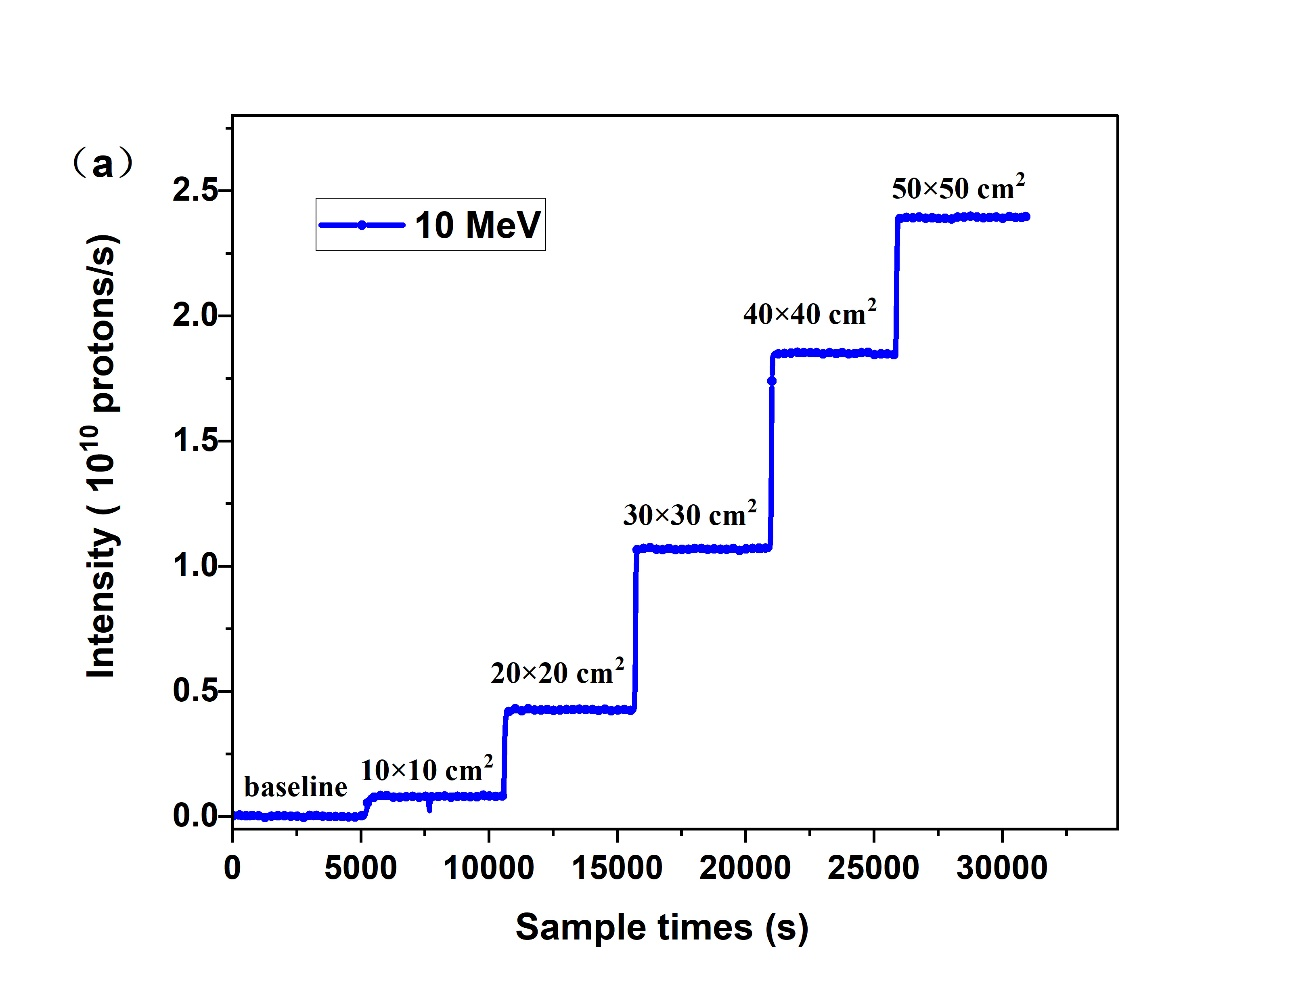 （a）
10 MeV
50×50 cm²
40×40 cm²
30×30 cm²
20×20 cm²
10×10 cm²
baseline
Intensity ( 10¹⁰ protons/s)
2.5
2.0
1.5
1.0
0.5
0.0
0 5000 10000 15000 20000 25000 30000
Sample times (s)